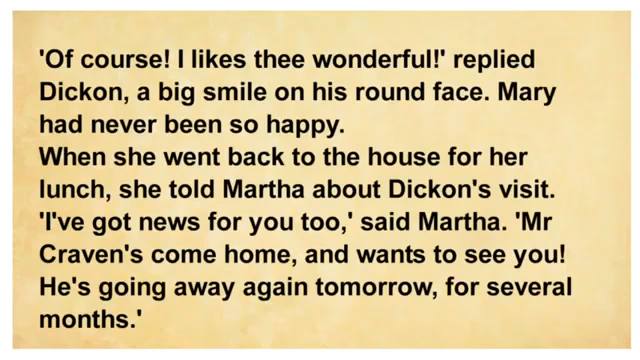 'Of course! I likes thee wonderful!' replied
Dickon, a big smile on his round face. Mary
had never been so happy.
When she went back to the house for her
lunch, she told Martha about Dickon's visit.
'I've got news for you too,' said Martha. 'Mr
Craven's come home, and wants to see you!
He's going away again tomorrow, for several
months.'